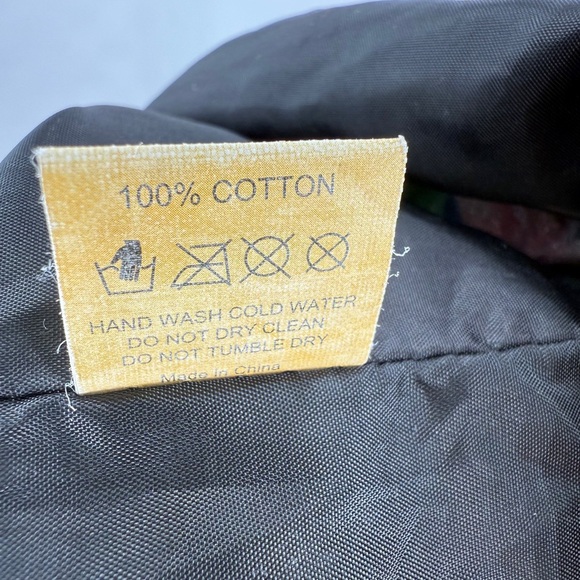 100% COTTON
HAND WASH COLD WATER
DO NOT DRY CLEAN
DO NOT TUMBLE DRY
Made in China